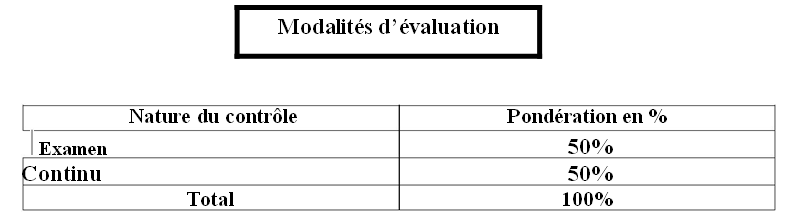 Modalités d'évaluation
Nature du contrôle Pondération en %
Examen 50%
Continu 50%
Total 100%